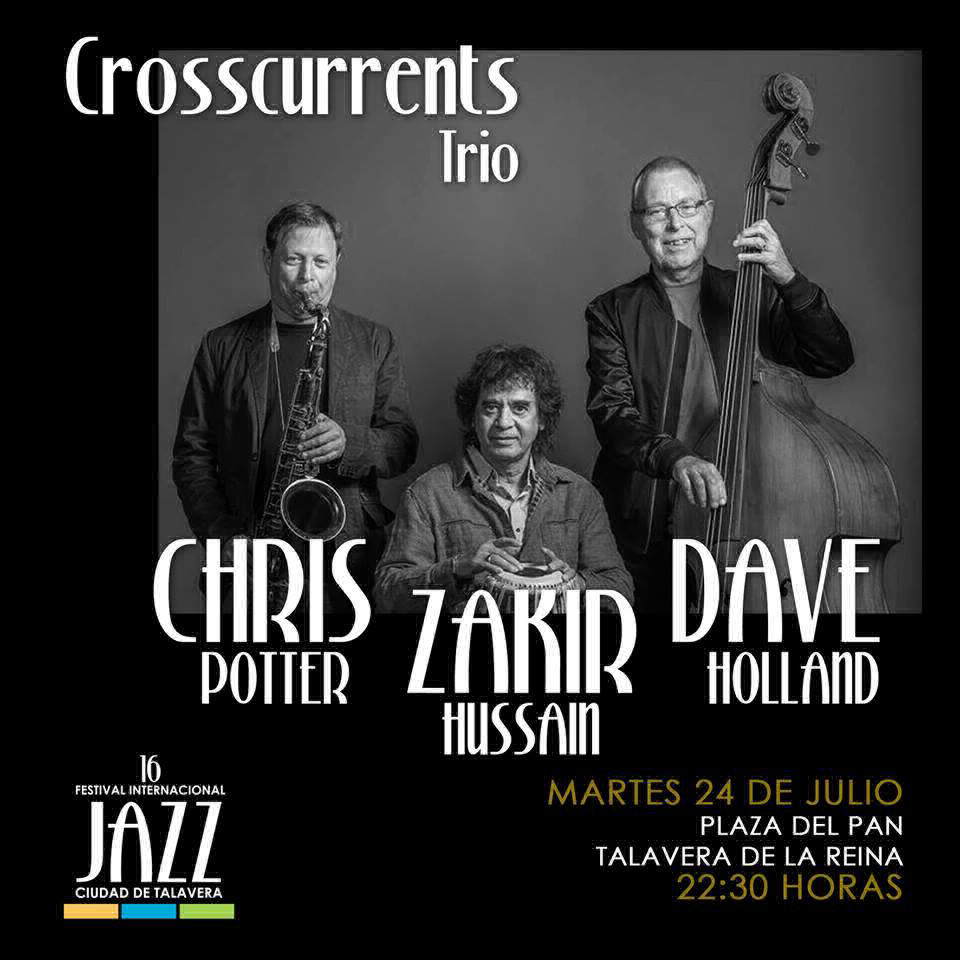 Crosscurrents
Trio
CHRIS
POTTER
ZAKIR
HUSSAIN
DAVE
HOLLAND
16
FESTIVAL INTERNACIONAL
JAZZ
CIUDAD DE TALAVERA
MARTES 24 DE JULIO
PLAZA DEL PAN
TALAVERA DE LA REINA
22:30 HORAS